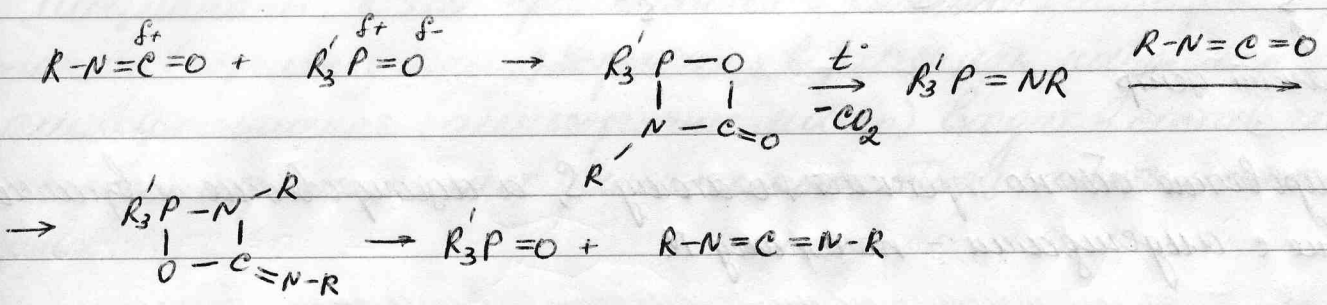 R-N=C=O + R'₃P=O → R'₃P-O t° → -CO₂ R'₃P=NR R-N=C=O →
δ+ δ+ δ-
N-C=O
R
→ R'₃P-N-R → R'₃P=O + R-N=C=N-R
O-C=N-R